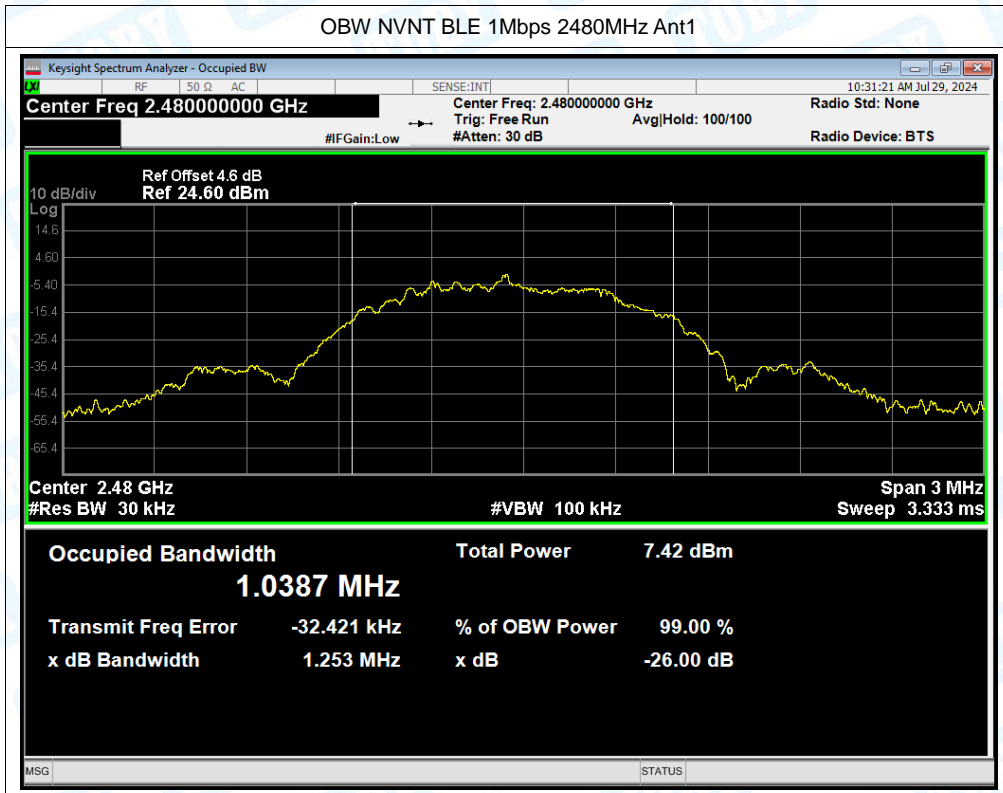 OBW NVNT BLE 1Mbps 2480MHz Ant1
Keysight Spectrum Analyzer - Occupied BW
LXI RF 50 Ω AC SENSE:INT 10:31:21 AM Jul 29, 2024
Center Freq 2.480000000 GHz Center Freq: 2.480000000 GHz Radio Std: None
Trig: Free Run Avg|Hold: 100/100
#IFGain:Low #Atten: 30 dB Radio Device: BTS
Ref Offset 4.6 dB
10 dB/div Ref 24.60 dBm
Log
14.6
4.60
-5.40
-15.4
-25.4
-35.4
-45.4
-55.4
-65.4
Center 2.48 GHz Span 3 MHz
#Res BW 30 kHz #VBW 100 kHz Sweep 3.333 ms
Occupied Bandwidth Total Power 7.42 dBm
1.0387 MHz
Transmit Freq Error -32.421 kHz % of OBW Power 99.00 %
x dB Bandwidth 1.253 MHz x dB -26.00 dB
MSG STATUS